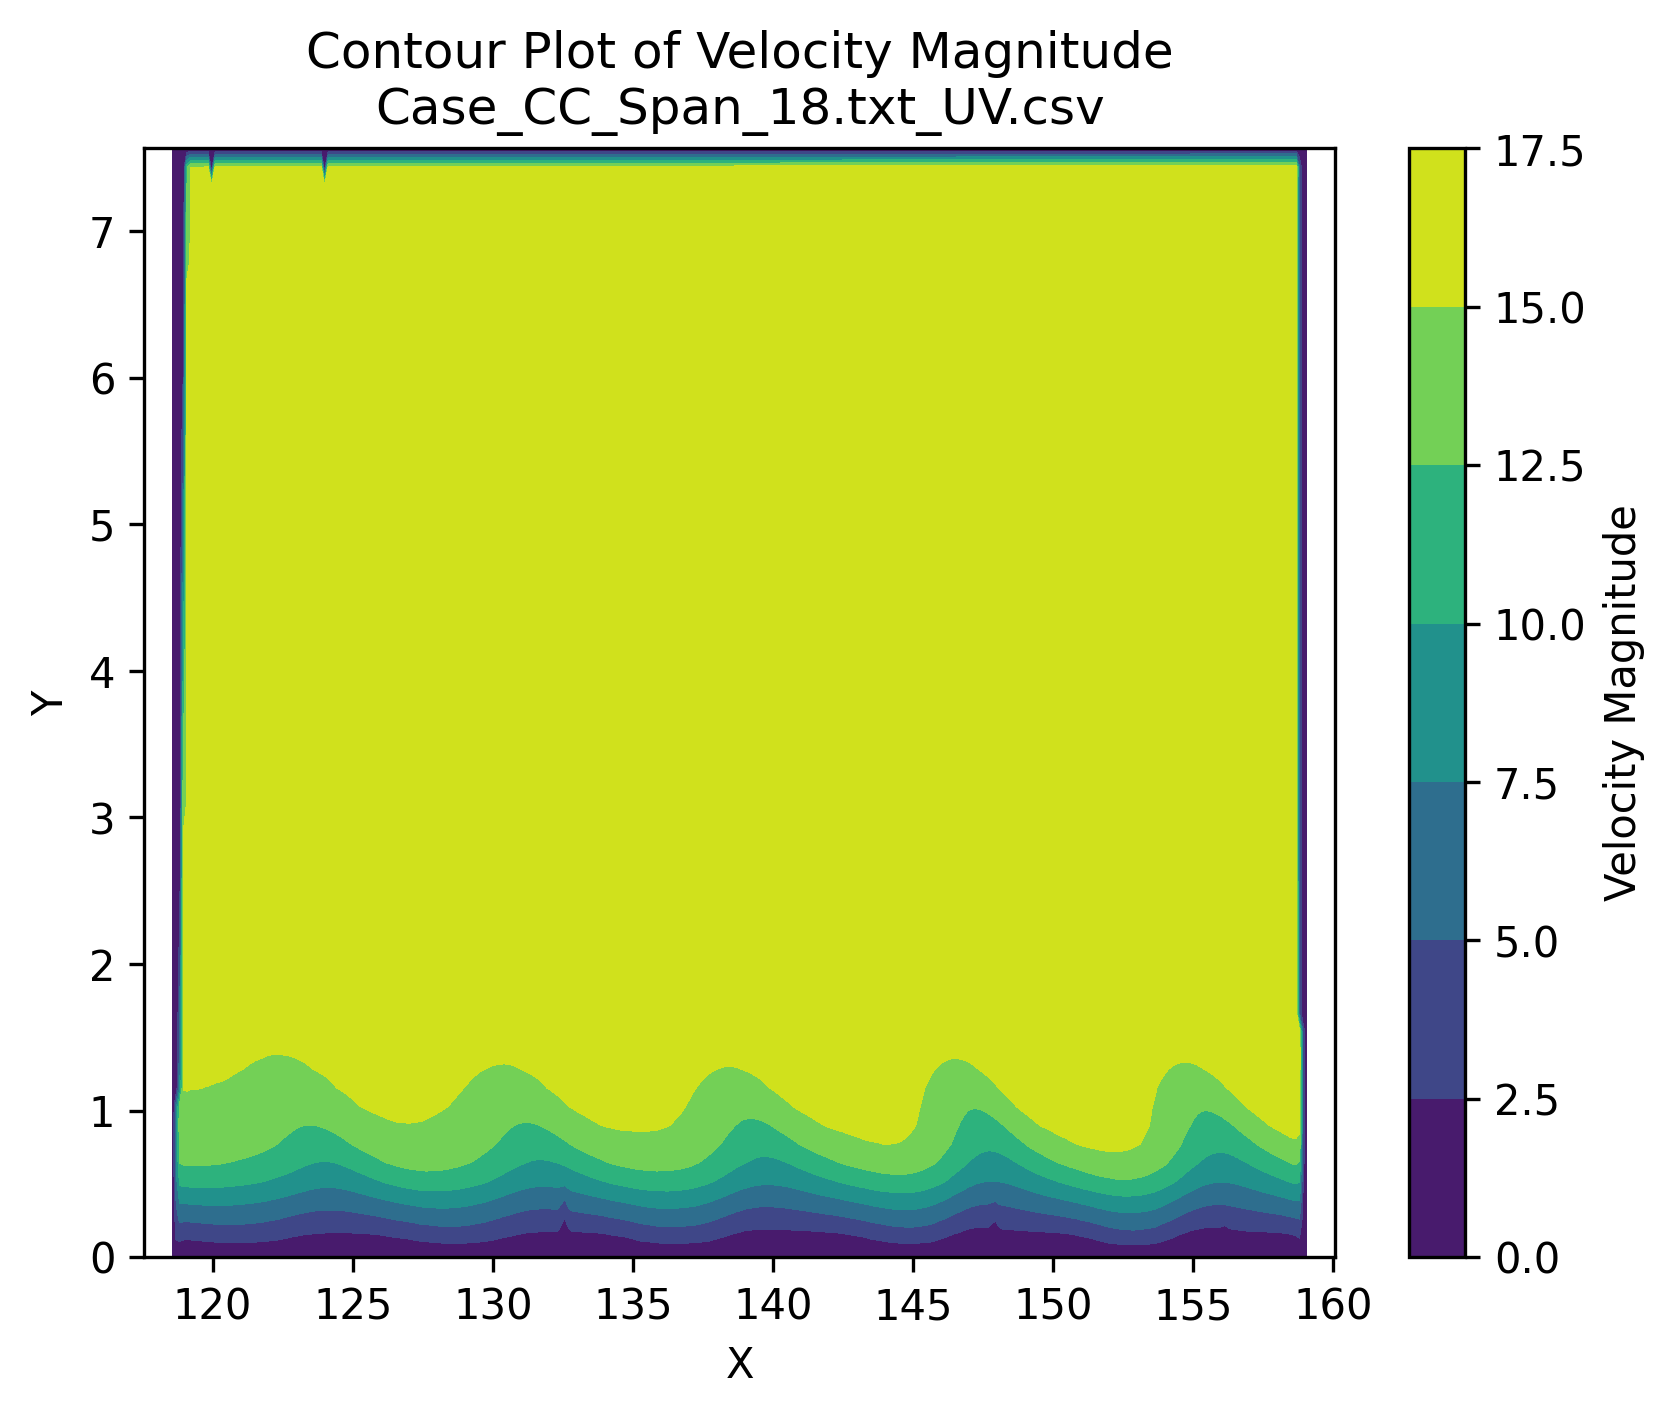 Contour Plot of Velocity Magnitude
Case_CC_Span_18.txt_UV.csv
7
6
5
4
3
2
1
0
Y
120 125 130 135 140 145 150 155 160
X
17.5
15.0
12.5
10.0
7.5
5.0
2.5
0.0
Velocity Magnitude